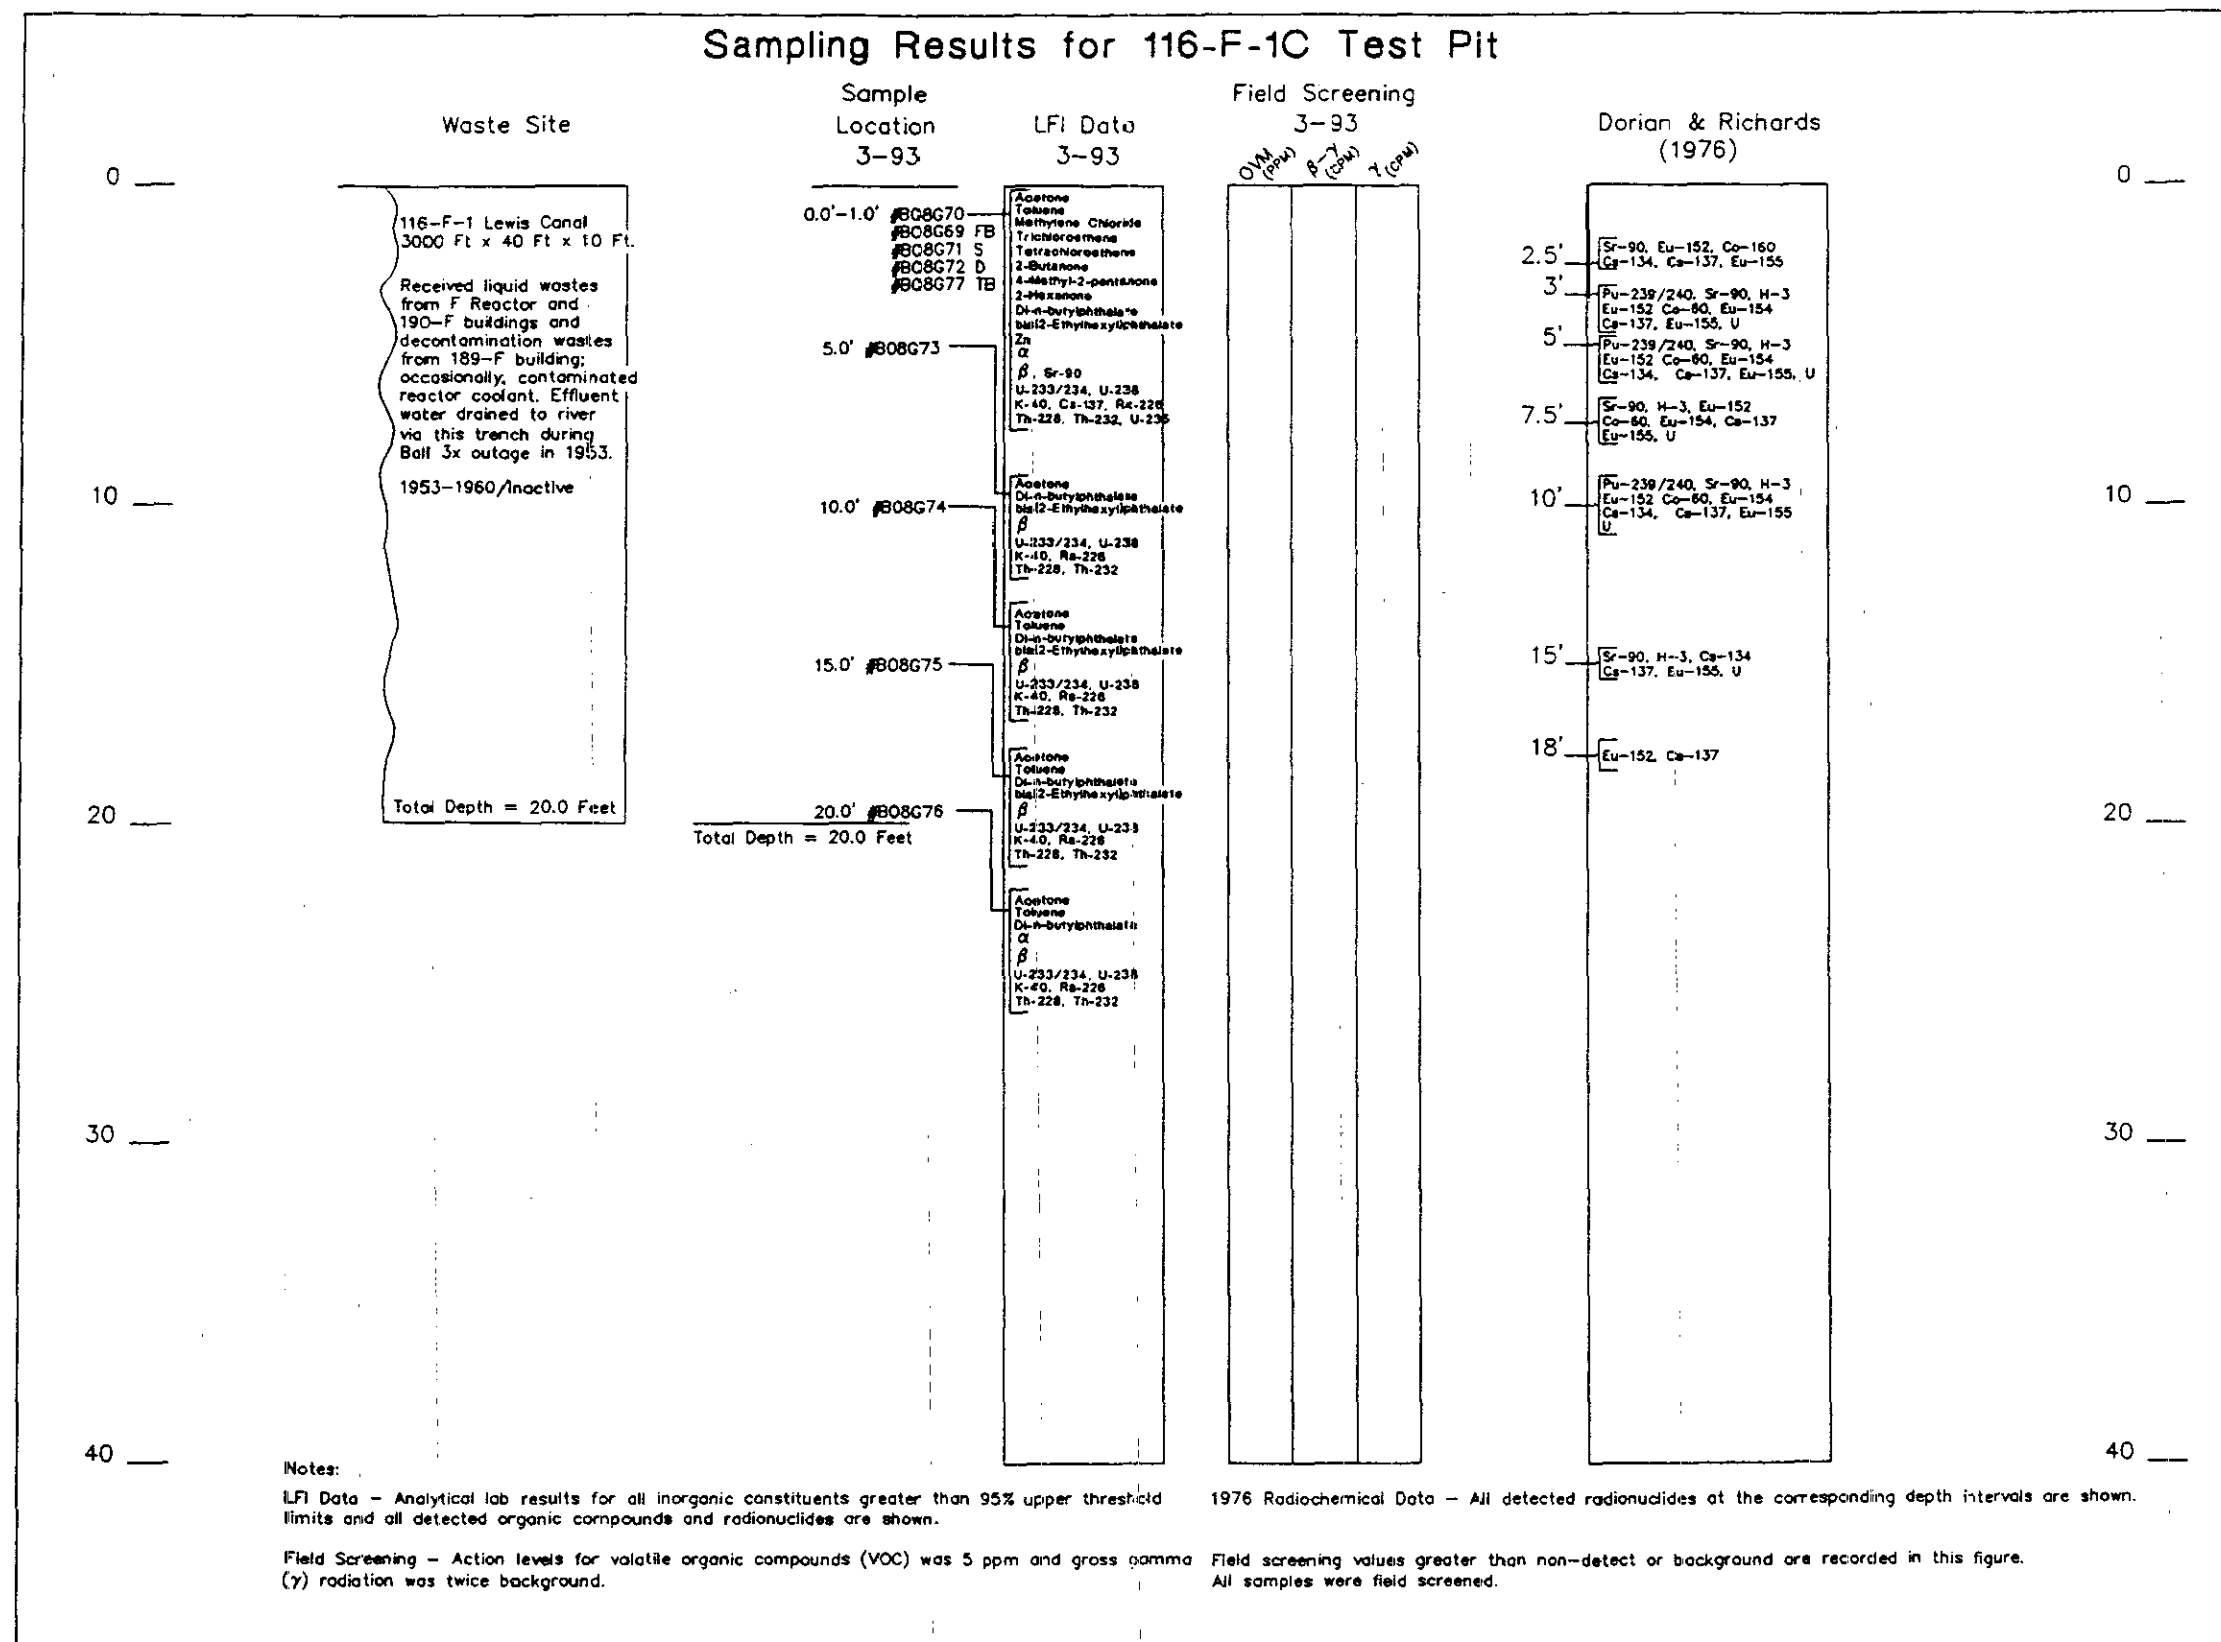 Sampling Results for 116-F-1C Test Pit
Waste Site
Sample
Location
3-93
LFI Data
3-93
Field Screening
3-93
OVM (PPM)
β-γ (CPM)
γ (CPM)
Dorian & Richards
(1976)
0
10
20
30
40
116-F-1 Lewis Canal
3000 Ft x 40 Ft x 10 Ft.
Received liquid wastes
from F Reactor and
190-F buildings and
decontamination wastes
from 189-F building;
occasionally, contaminated
reactor coolant. Effluent
water drained to river
via this trench during
Ball 3x outage in 1953.
1953-1960/Inactive
Total Depth = 20.0 Feet
0.0'-1.0' #B08G70
#B08G69 FB
#B08G71 S
#B08G72 D
#B08G77 TB
5.0' #B08G73
10.0' #B08G74
15.0' #B08G75
20.0' #B08G76
Total Depth = 20.0 Feet
Acetone
Toluene
Methylene Chloride
Trichloroethene
Tetrachloroethene
2-Butanone
4-Methyl-2-pentanone
2-Hexanone
Di-n-butylphthalate
bis(2-Ethylhexyl)phthalate
Zn
α
β, Sr-90
U-233/234, U-238
K-40, Cs-137, Ra-226
Th-228, Th-232, U-235
Acetone
Di-n-butylphthalate
bis(2-Ethylhexyl)phthalate
β
U-233/234, U-238
K-40, Ra-226
Th-228, Th-232
Acetone
Toluene
Di-n-butylphthalate
bis(2-Ethylhexyl)phthalate
β
U-233/234, U-238
K-40, Ra-226
Th-228, Th-232
Acetone
Toluene
Di-n-butylphthalate
bis(2-Ethylhexyl)phthalate
β
U-233/234, U-238
K-40, Ra-226
Th-228, Th-232
Acetone
Toluene
Di-n-butylphthalate
α
β
U-233/234, U-238
K-40, Ra-226
Th-228, Th-232
2.5'
Sr-90, Eu-152, Co-160
Cs-134, Cs-137, Eu-155
3'
Pu-239/240, Sr-90, H-3
Eu-152 Co-60, Eu-154
Cs-137, Eu-155, U
5'
Pu-239/240, Sr-90, H-3
Eu-152 Co-60, Eu-154
Cs-134, Cs-137, Eu-155, U
7.5'
Sr-90, H-3, Eu-152
Co-60, Eu-154, Cs-137
Eu-155, U
10'
Pu-239/240, Sr-90, H-3
Eu-152 Co-60, Eu-154
Cs-134, Cs-137, Eu-155
U
15'
Sr-90, H-3, Cs-134
Cs-137, Eu-155, U
18'
Eu-152, Cs-137
0
10
20
30
40
Notes:
LFI Data - Analytical lab results for all inorganic constituents greater than 95% upper threshold
limits and all detected organic compounds and radionuclides are shown.
Field Screening - Action levels for volatile organic compounds (VOC) was 5 ppm and gross gamma
(γ) radiation was twice background.
1976 Radiochemical Data - All detected radionuclides at the corresponding depth intervals are shown.
Field screening values greater than non-detect or background are recorded in this figure.
All samples were field screened.